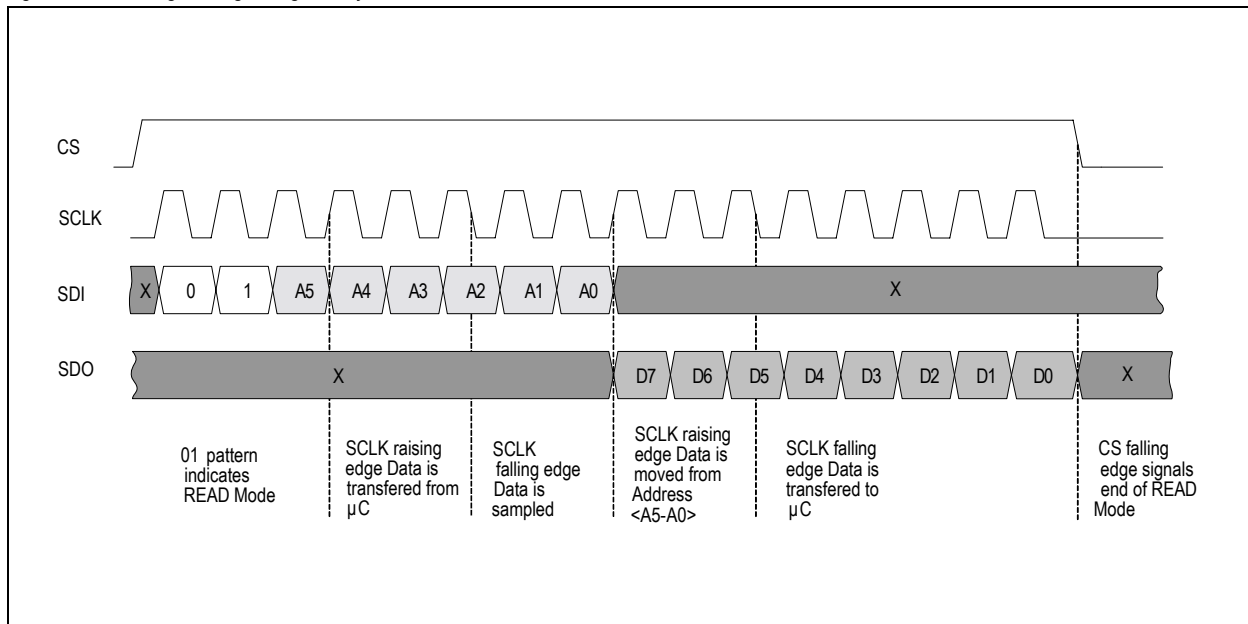 CS
SCLK
SDI
X 0 1 A5 A4 A3 A2 A1 A0 X
SDO
X D7 D6 D5 D4 D3 D2 D1 D0 X
01 pattern
indicates
READ Mode
SCLK raising
edge Data is
transfered from
µC
SCLK
falling edge
Data is
sampled
SCLK raising
edge Data is
moved from
Address
<A5-A0>
SCLK falling
edge Data is
transfered to
µC
CS falling
edge signals
end of READ
Mode